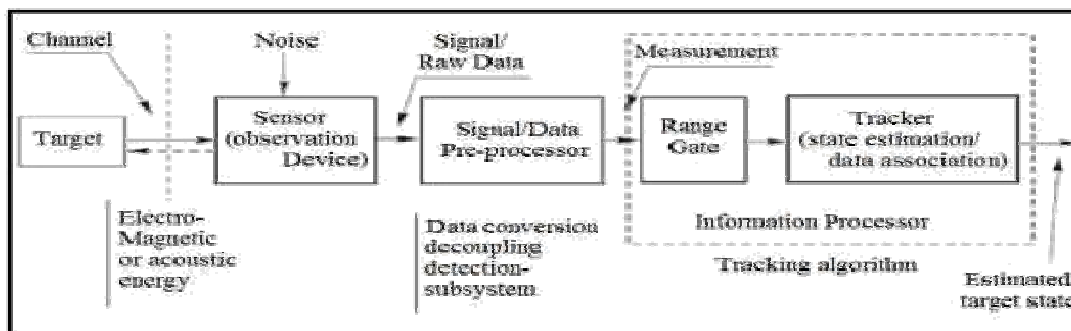 Channel
Noise
Signal/
Raw Data
Measurement
Target
Sensor
(observation
Device)
Signal/Data
Pre-processor
Range
Gate
Tracker
(state estimation/
data association)
Electro-
Magnetic
or acoustic
energy
Data conversion
decoupling
detection-
subsystem
Information Processor
Tracking algorithm
Estimated
target state